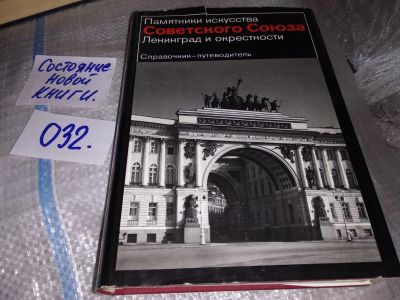 Памятники искусства
Советского Союза
Ленинград и окрестности
Справочник–путеводитель
Состояние
новой
книги.
032.